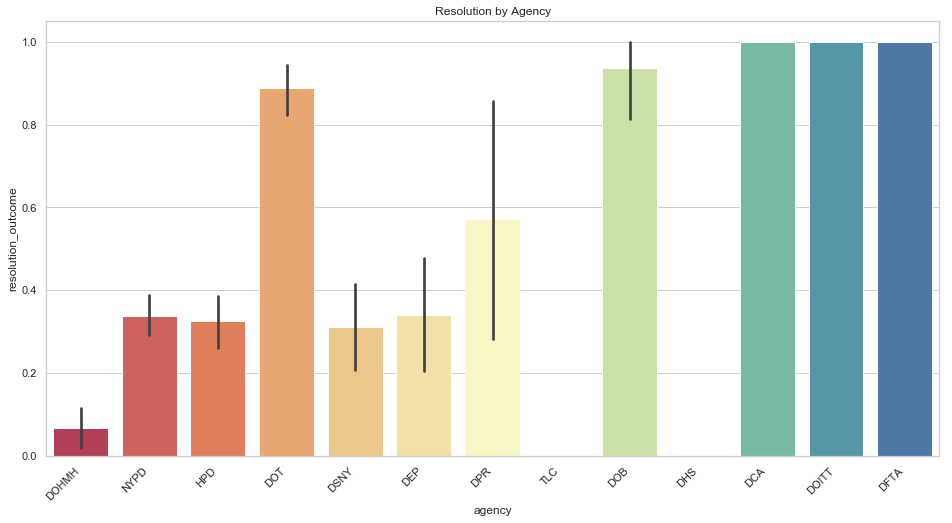 Resolution by Agency
resolution_outcome
1.0
0.8
0.6
0.4
0.2
0.0
DOHMH
NYPD
HPD
DOT
DSNY
DEP
DPR
TLC
DOB
DHS
DCA
DOITT
DFTA
agency